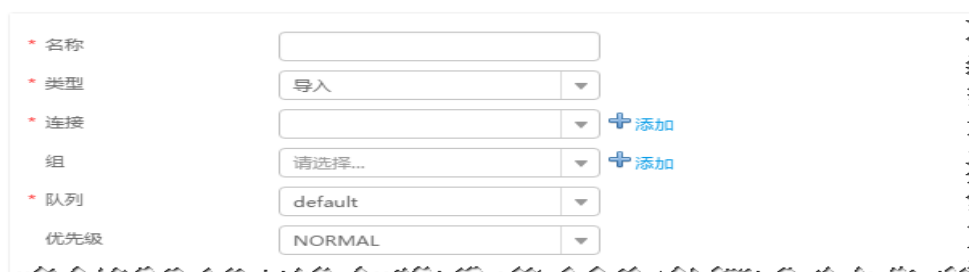 * 名称
* 类型 导入
* 连接 添加
组 请选择... 添加
* 队列 default
优先级 NORMAL